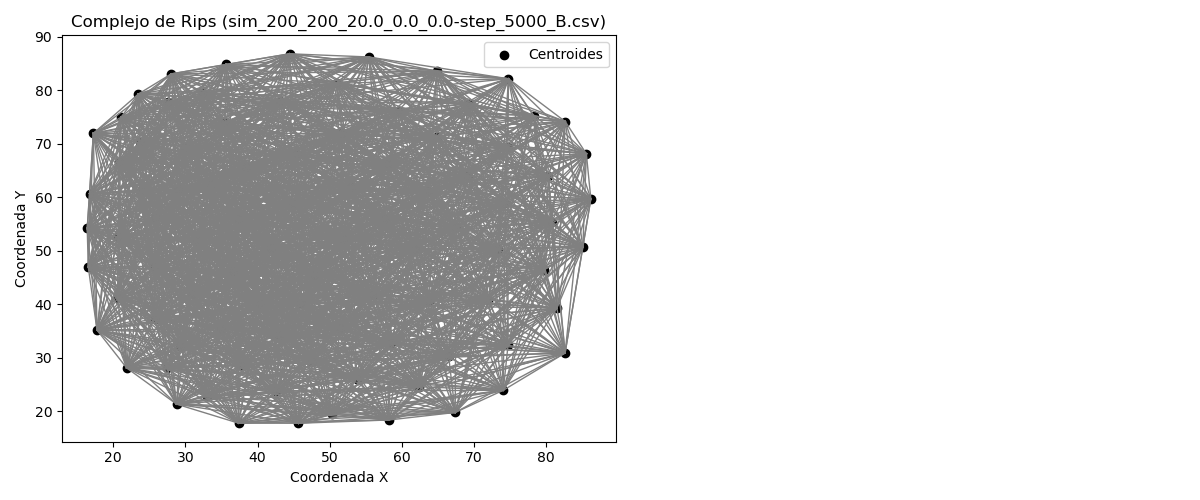 Complejo de Rips (sim_200_200_20.0_0.0_0.0-step_5000_B.csv)
Centroides
90
80
70
60
50
40
30
20
Coordenada Y
20 30 40 50 60 70 80
Coordenada X